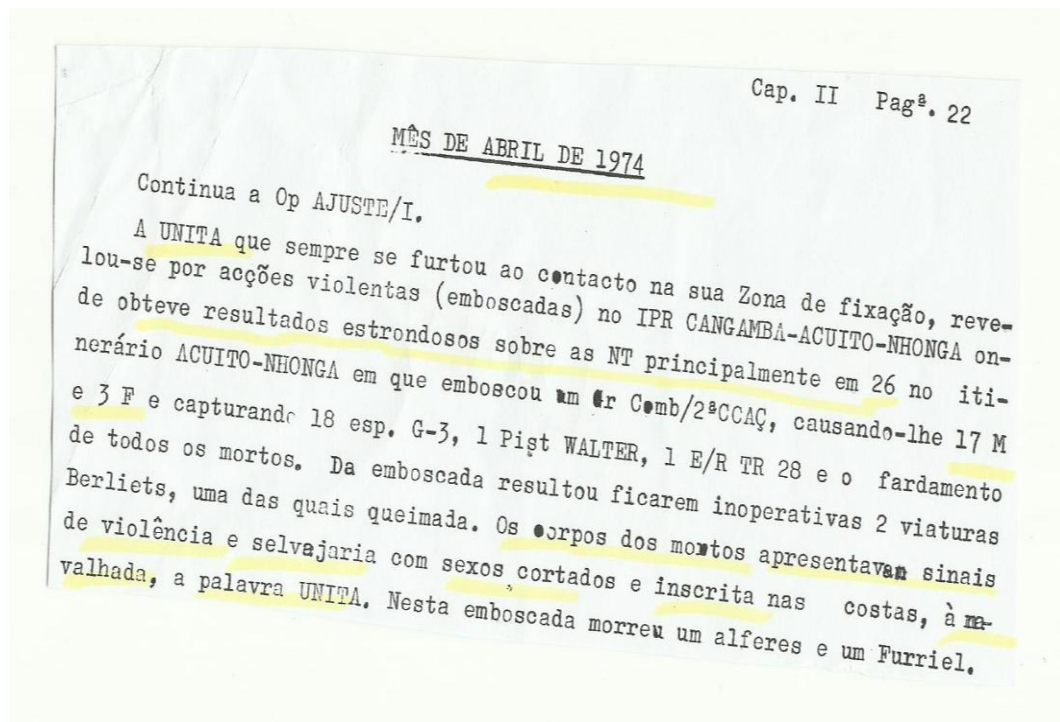 Cap. II Pagª. 22
MÊS DE ABRIL DE 1974
Continua a Op AJUSTE/I.
A UNITA que sempre se furtou ao contacto na sua Zona de fixação, reve-
lou-se por acções violentas (emboscadas) no IPR CANGAMBA-ACUITO-NHONGA on-
de obteve resultados estrondosos sobre as NT principalmente em 26 no iti-
nerário ACUITO-NHONGA em que emboscou um Gr Comb/2ªCCAÇ, causando-lhe 17 M
e 3 F e capturando 18 esp. G-3, 1 Pist WALTER, 1 E/R TR 28 e o fardamento
de todos os mortos. Da emboscada resultou ficarem inoperativas 2 viaturas
Berliets, uma das quais queimada. Os corpos dos mortos apresentavam sinais
de violência e selvajaria com sexos cortados e inscrita nas costas, à na-
valhada, a palavra UNITA. Nesta emboscada morreu um alferes e um Furriel.